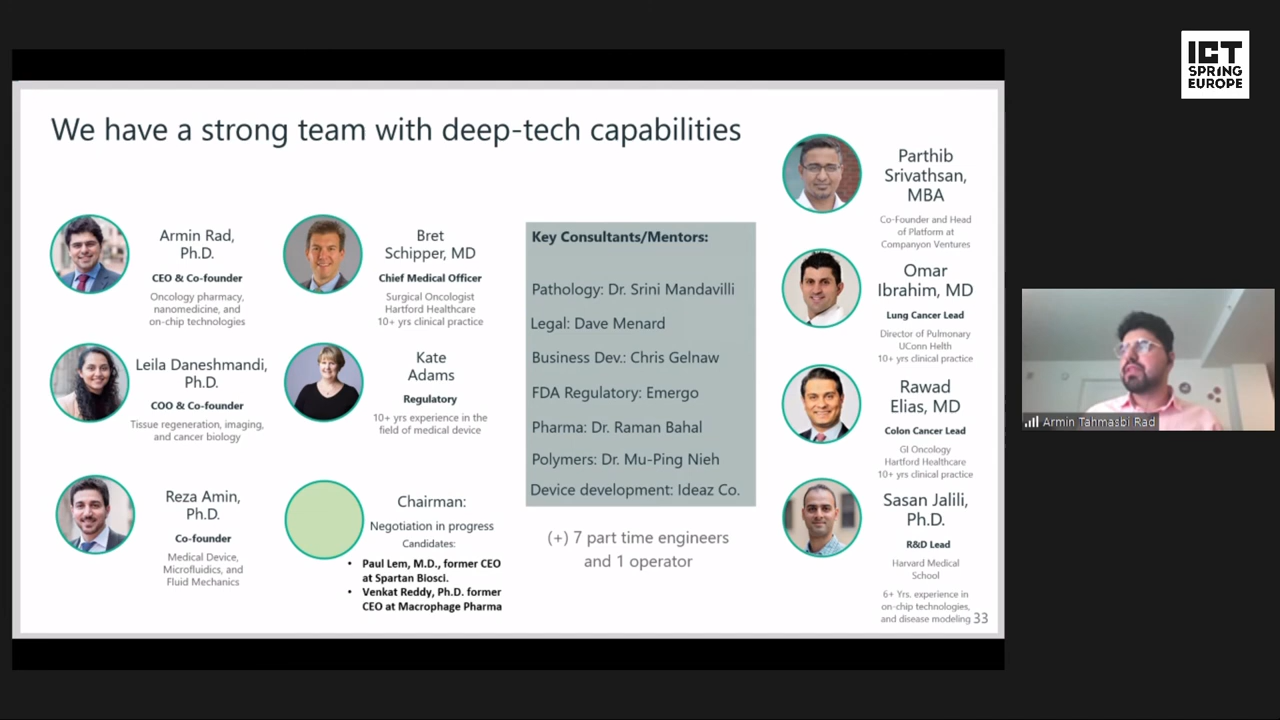 ICT
SPRING
EUROPE
We have a strong team with deep-tech capabilities
Armin Rad,
Ph.D.
CEO & Co-founder
Oncology pharmacy,
nanomedicine, and
on-chip technologies
Leila Daneshmandi,
Ph.D.
COO & Co-founder
Tissue regeneration, imaging,
and cancer biology
Reza Amin,
Ph.D.
Co-founder
Medical Device,
Microfluidics, and
Fluid Mechanics
Bret
Schipper, MD
Chief Medical Officer
Surgical Oncologist
Hartford Healthcare
10+ yrs clinical practice
Kate
Adams
Regulatory
10+ yrs experience in the
field of medical device
Chairman:
Negotiation in progress
Candidates:
• Paul Lem, M.D., former CEO
at Spartan Biosci.
• Venkat Reddy, Ph.D. former
CEO at Macrophage Pharma
Key Consultants/Mentors:
Pathology: Dr. Srini Mandavilli
Legal: Dave Menard
Business Dev.: Chris Gelnaw
FDA Regulatory: Emergo
Pharma: Dr. Raman Bahal
Polymers: Dr. Mu-Ping Nieh
Device development: Ideaz Co.
(+) 7 part time engineers
and 1 operator
Parthib
Srivathsan,
MBA
Co-Founder and Head
of Platform at
Companyon Ventures
Omar
Ibrahim, MD
Lung Cancer Lead
Director of Pulmonary
UConn Helth
10+ yrs clinical practice
Rawad
Elias, MD
Colon Cancer Lead
GI Oncology
Hartford Healthcare
10+ yrs clinical practice
Sasan Jalili,
Ph.D.
R&D Lead
Harvard Medical
School
6+ Yrs. experience in
on-chip technologies,
and disease modeling
33
Armin Tahmasbi Rad